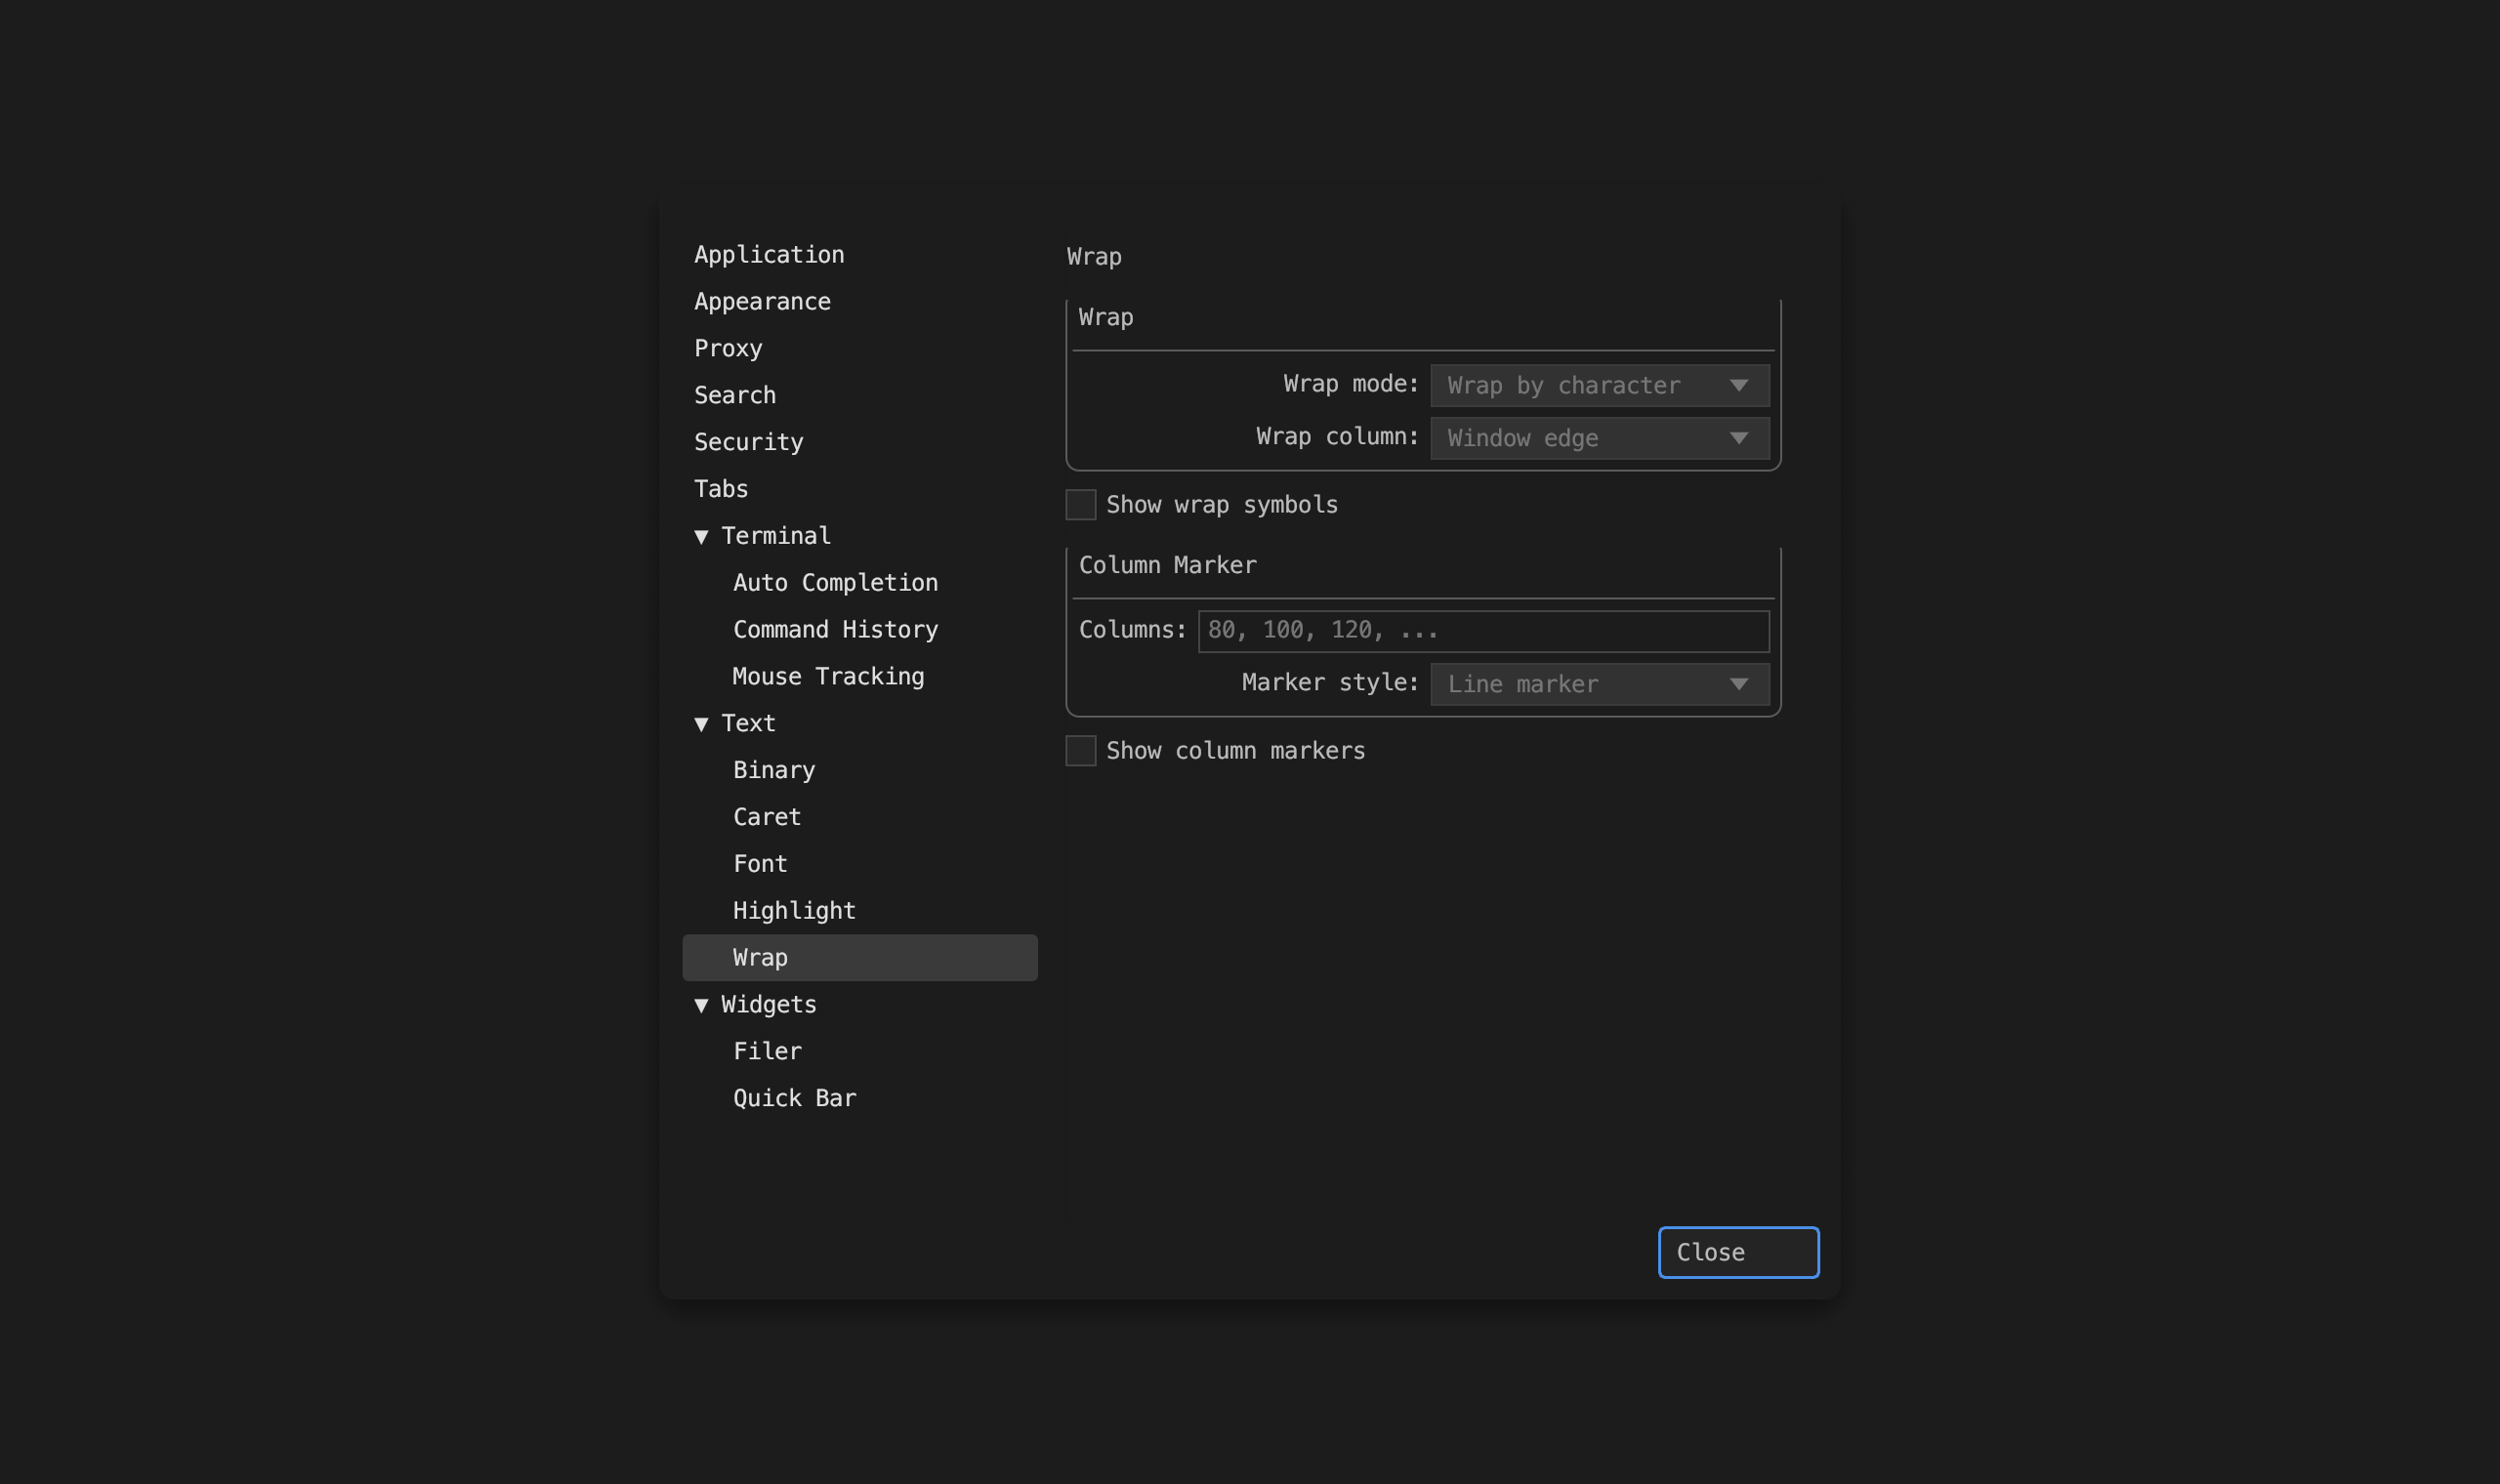 Application
Appearance
Proxy
Search
Security
Tabs
▼ Terminal
Auto Completion
Command History
Mouse Tracking
▼ Text
Binary
Caret
Font
Highlight
Wrap
▼ Widgets
Filer
Quick Bar
Wrap
Wrap
Wrap mode: Wrap by character
Wrap column: Window edge
Show wrap symbols
Column Marker
Columns: 80, 100, 120, ...
Marker style: Line marker
Show column markers
Close